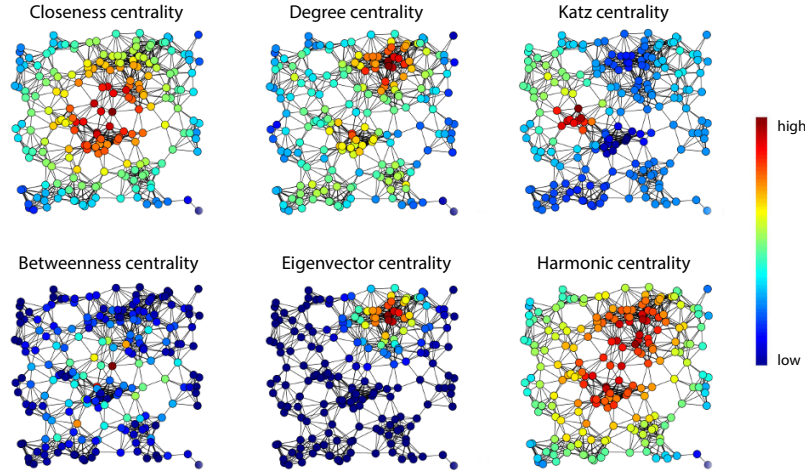 Closeness centrality
Degree centrality
Katz centrality
high
low
Betweenness centrality
Eigenvector centrality
Harmonic centrality